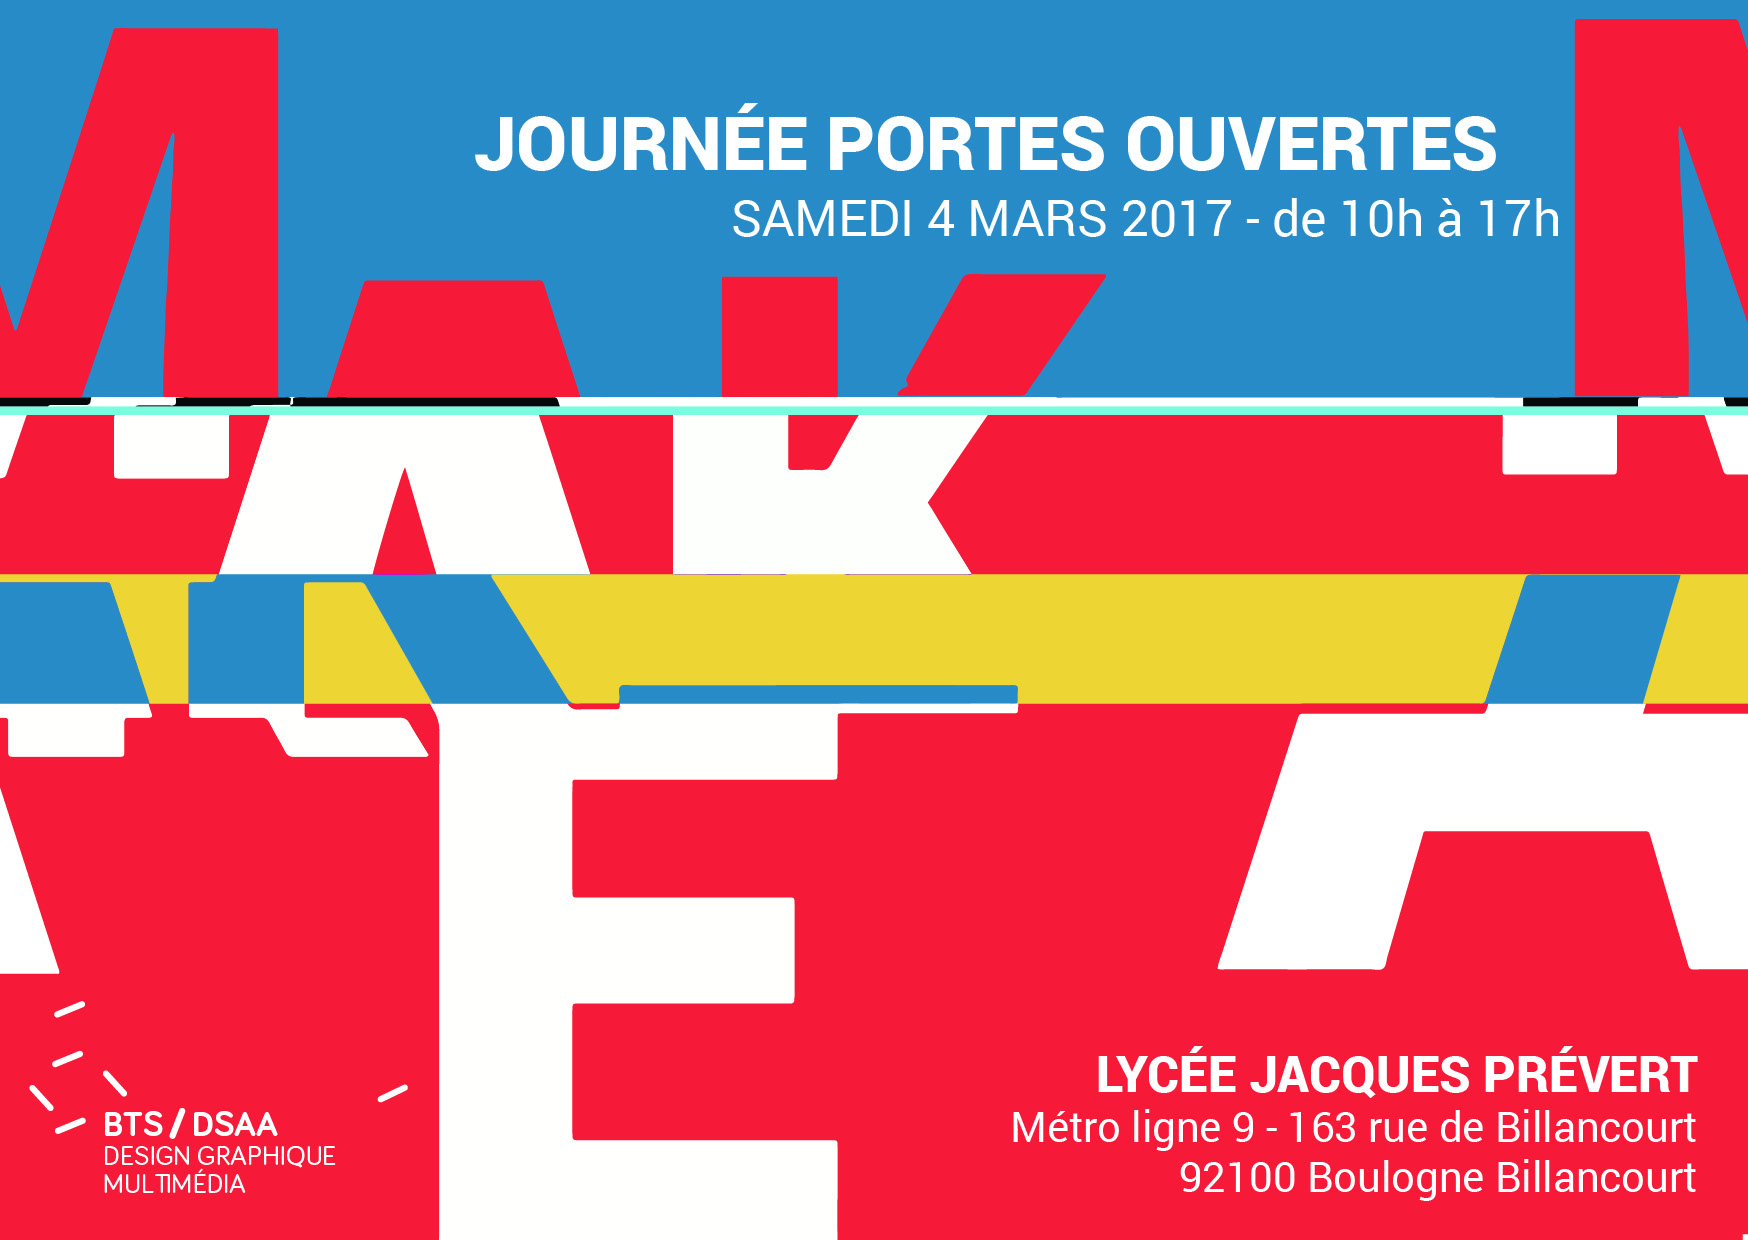 JOURNÉE PORTES OUVERTES
SAMEDI 4 MARS 2017 - de 10h à 17h
LYCÉE JACQUES PRÉVERT
Métro ligne 9 - 163 rue de Billancourt
92100 Boulogne Billancourt
BTS / DSAA
DESIGN GRAPHIQUE
MULTIMÉDIA